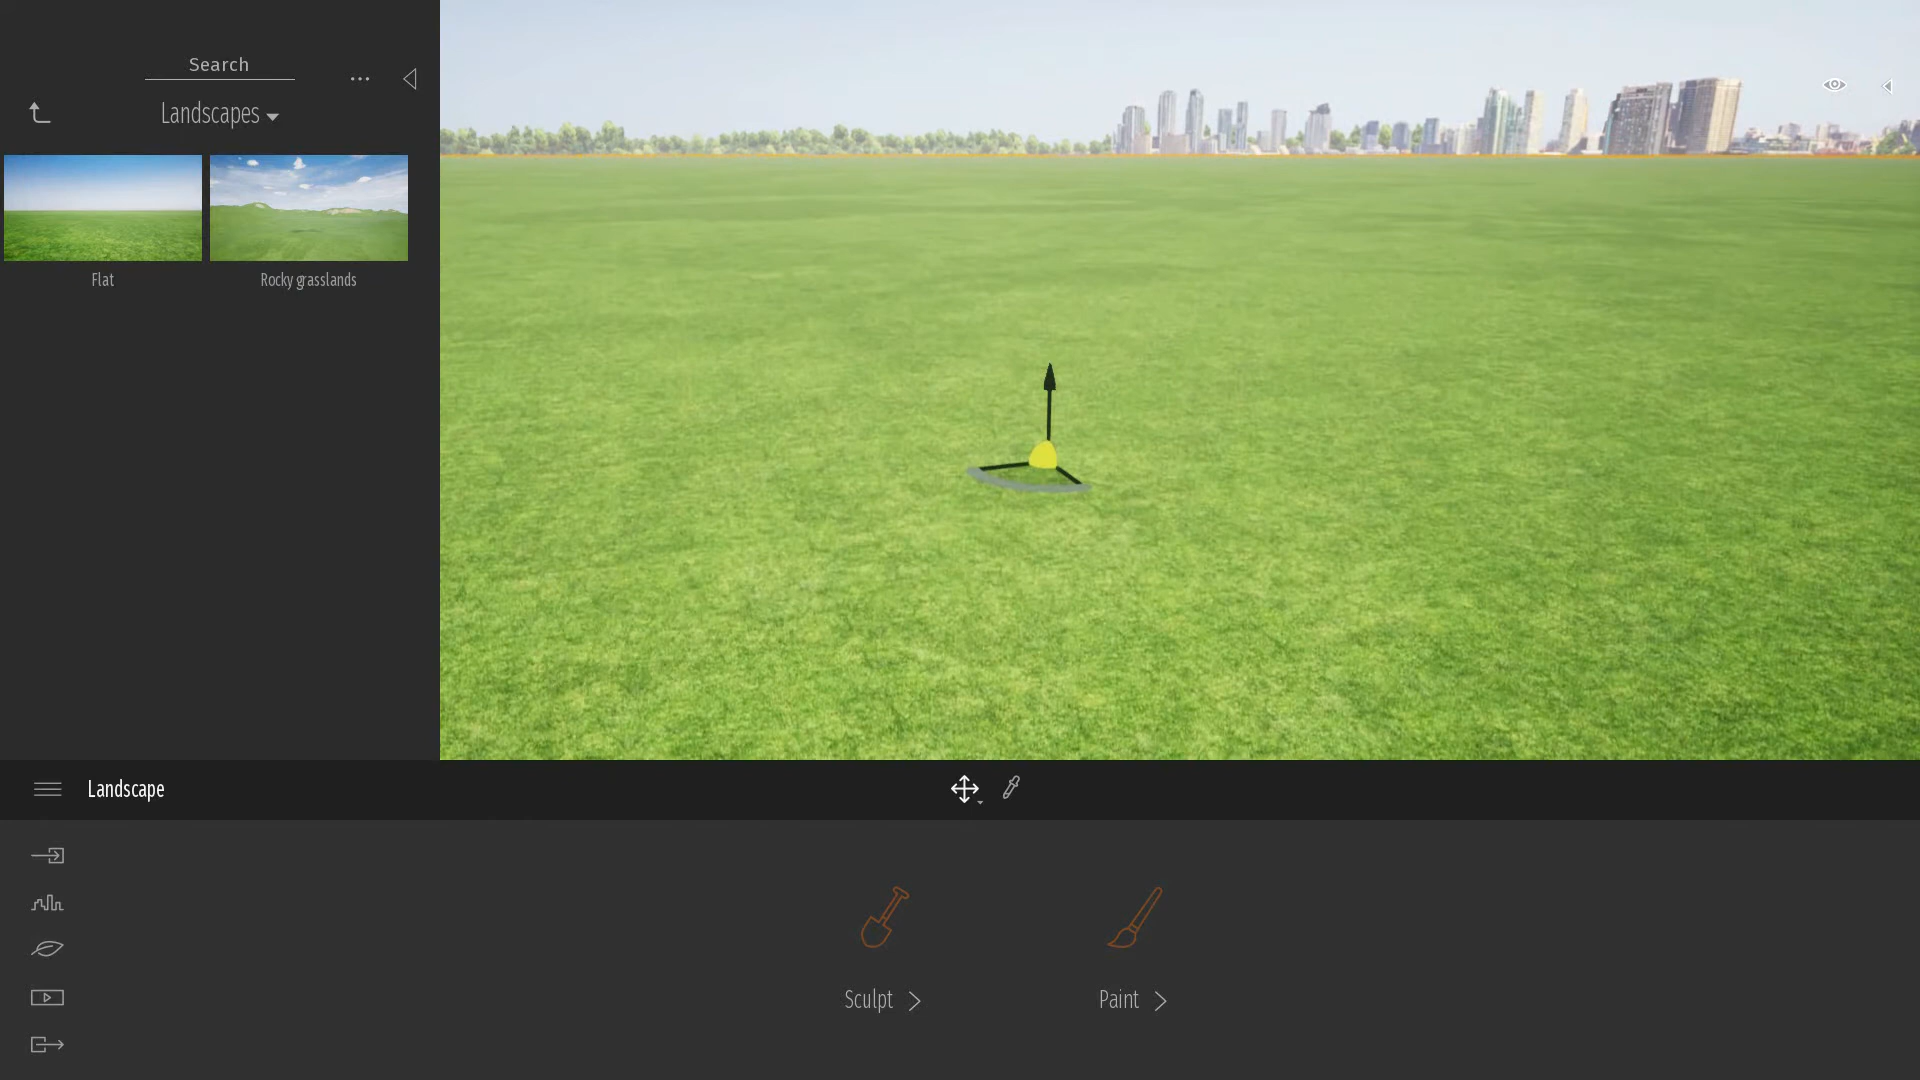 Search
...
Landscapes
Flat
Rocky grasslands
Landscape
Sculpt
Paint